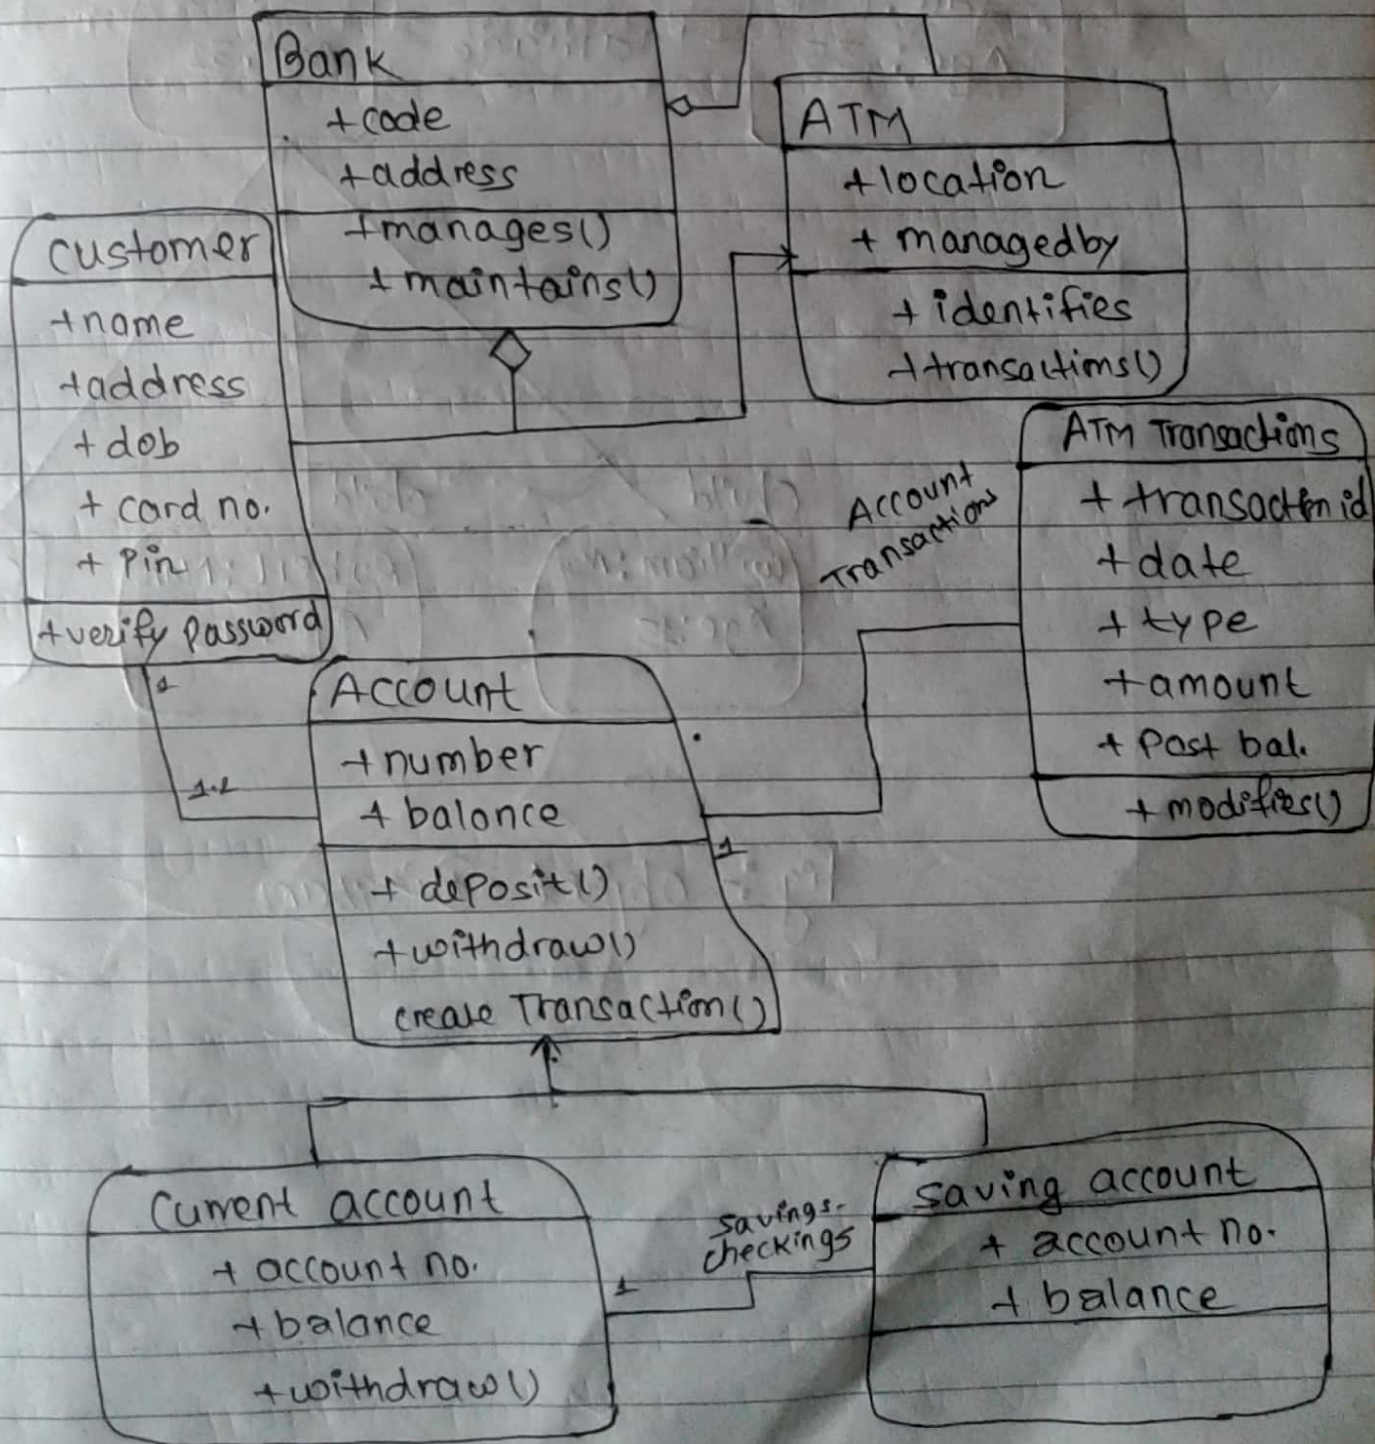 Bank
+code
+address
+manages()
+maintains()
ATM
+location
+ managedby
+ identifies
+transactims()
Customer
+name
+address
+ dob
+ card no.
+ Pin
+verify Password
ATM Transactions
+ transaction id
+ date
+ type
+amount
+ Post bal.
+ modifies()
Account
Transactions
1
1..2
Account
+number
+ balance
+ deposit()
+withdraw()
create Transaction()
1
Current account
+ account no.
+ balance
+withdraw()
1
savings-
checkings
saving account
+ account no.
+ balance